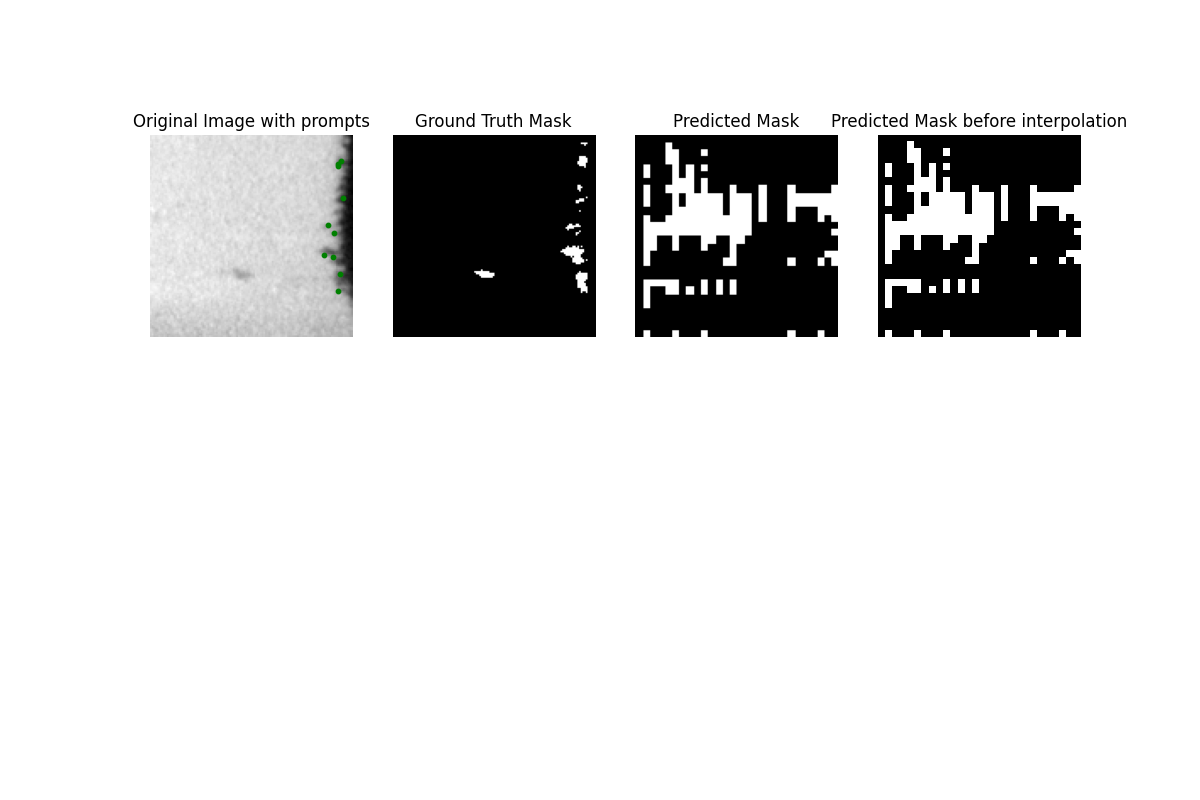 Original Image with prompts
Ground Truth Mask
Predicted Mask
Predicted Mask before interpolation